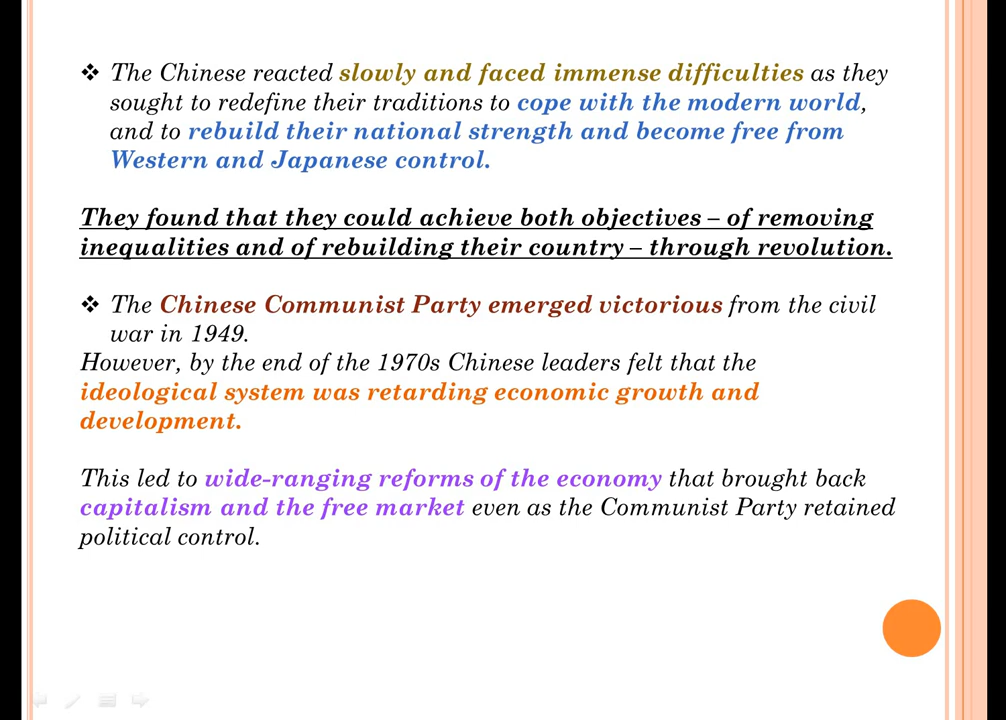 ❖ The Chinese reacted slowly and faced immense difficulties as they
sought to redefine their traditions to cope with the modern world,
and to rebuild their national strength and become free from
Western and Japanese control.
They found that they could achieve both objectives – of removing
inequalities and of rebuilding their country – through revolution.
❖ The Chinese Communist Party emerged victorious from the civil
war in 1949.
However, by the end of the 1970s Chinese leaders felt that the
ideological system was retarding economic growth and
development.
This led to wide-ranging reforms of the economy that brought back
capitalism and the free market even as the Communist Party retained
political control.